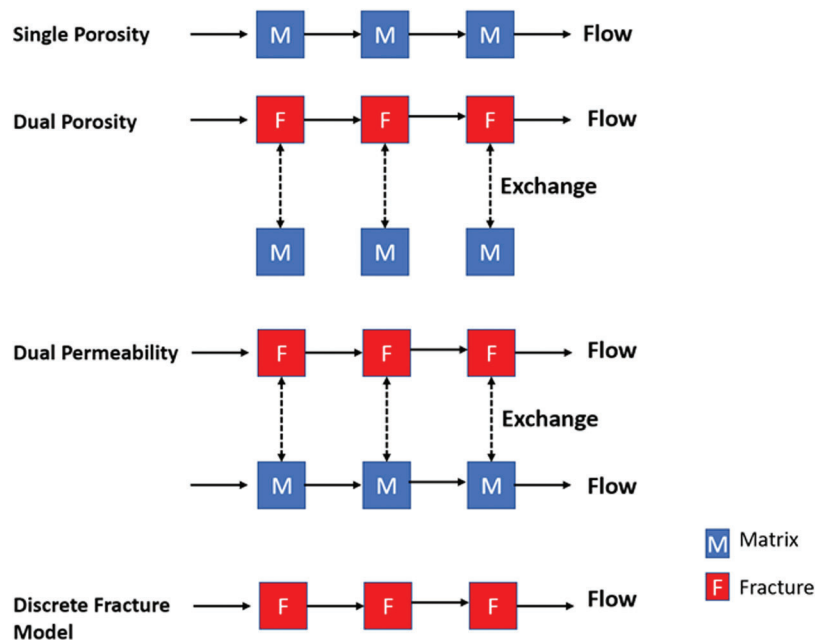 Single Porosity M M M Flow
Dual Porosity F F F Flow
Exchange
M M M
Dual Permeability F F F Flow
Exchange
M M M Flow
M Matrix
F Fracture
Discrete Fracture
Model
F F F Flow